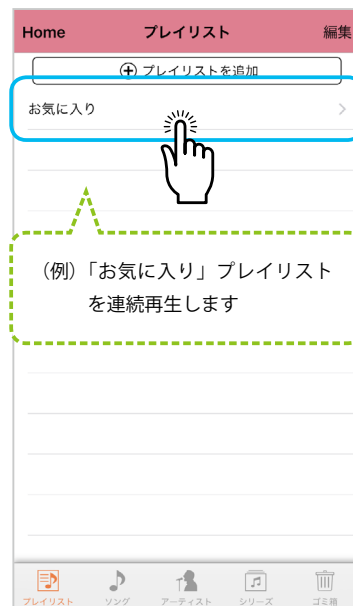 Home プレイリスト 編集
プレイリストを追加
お気に入り
（例）「お気に入り」プレイリスト
を連続再生します
プレイリスト ソング アーティスト シリーズ ゴミ箱